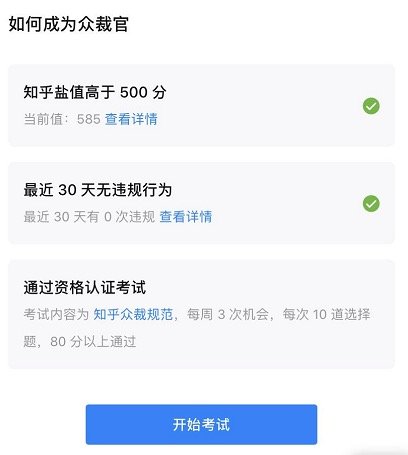 如何成为众裁官
知乎盐值高于 500 分
当前值：585 查看详情
最近 30 天无违规行为
最近 30 天有 0 次违规 查看详情
通过资格认证考试
考试内容为 知乎众裁规范，每周 3 次机会，每次 10 道选择
题，80 分以上通过
开始考试